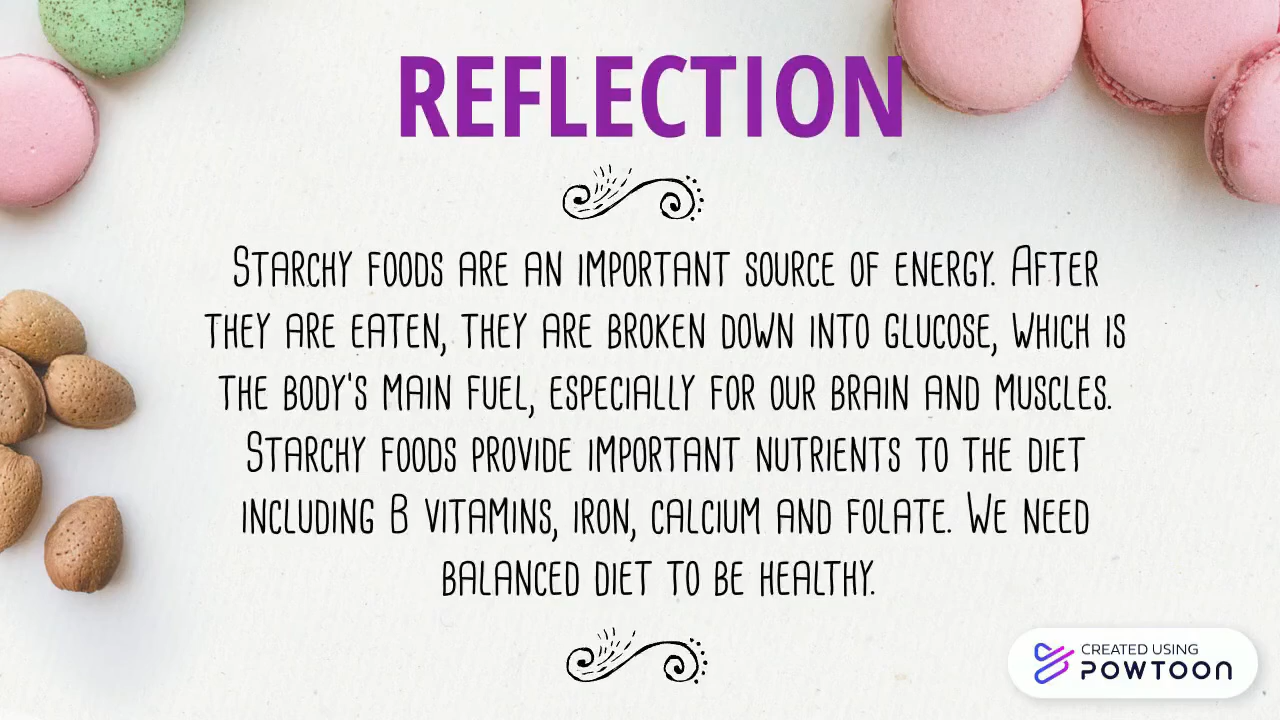 REFLECTION
Starchy foods are an important source of energy. After
they are eaten, they are broken down into glucose, which is
the body's main fuel, especially for our brain and muscles.
Starchy foods provide important nutrients to the diet
including B vitamins, iron, calcium and folate. We need
balanced diet to be healthy.
CREATED USING
POWTOON